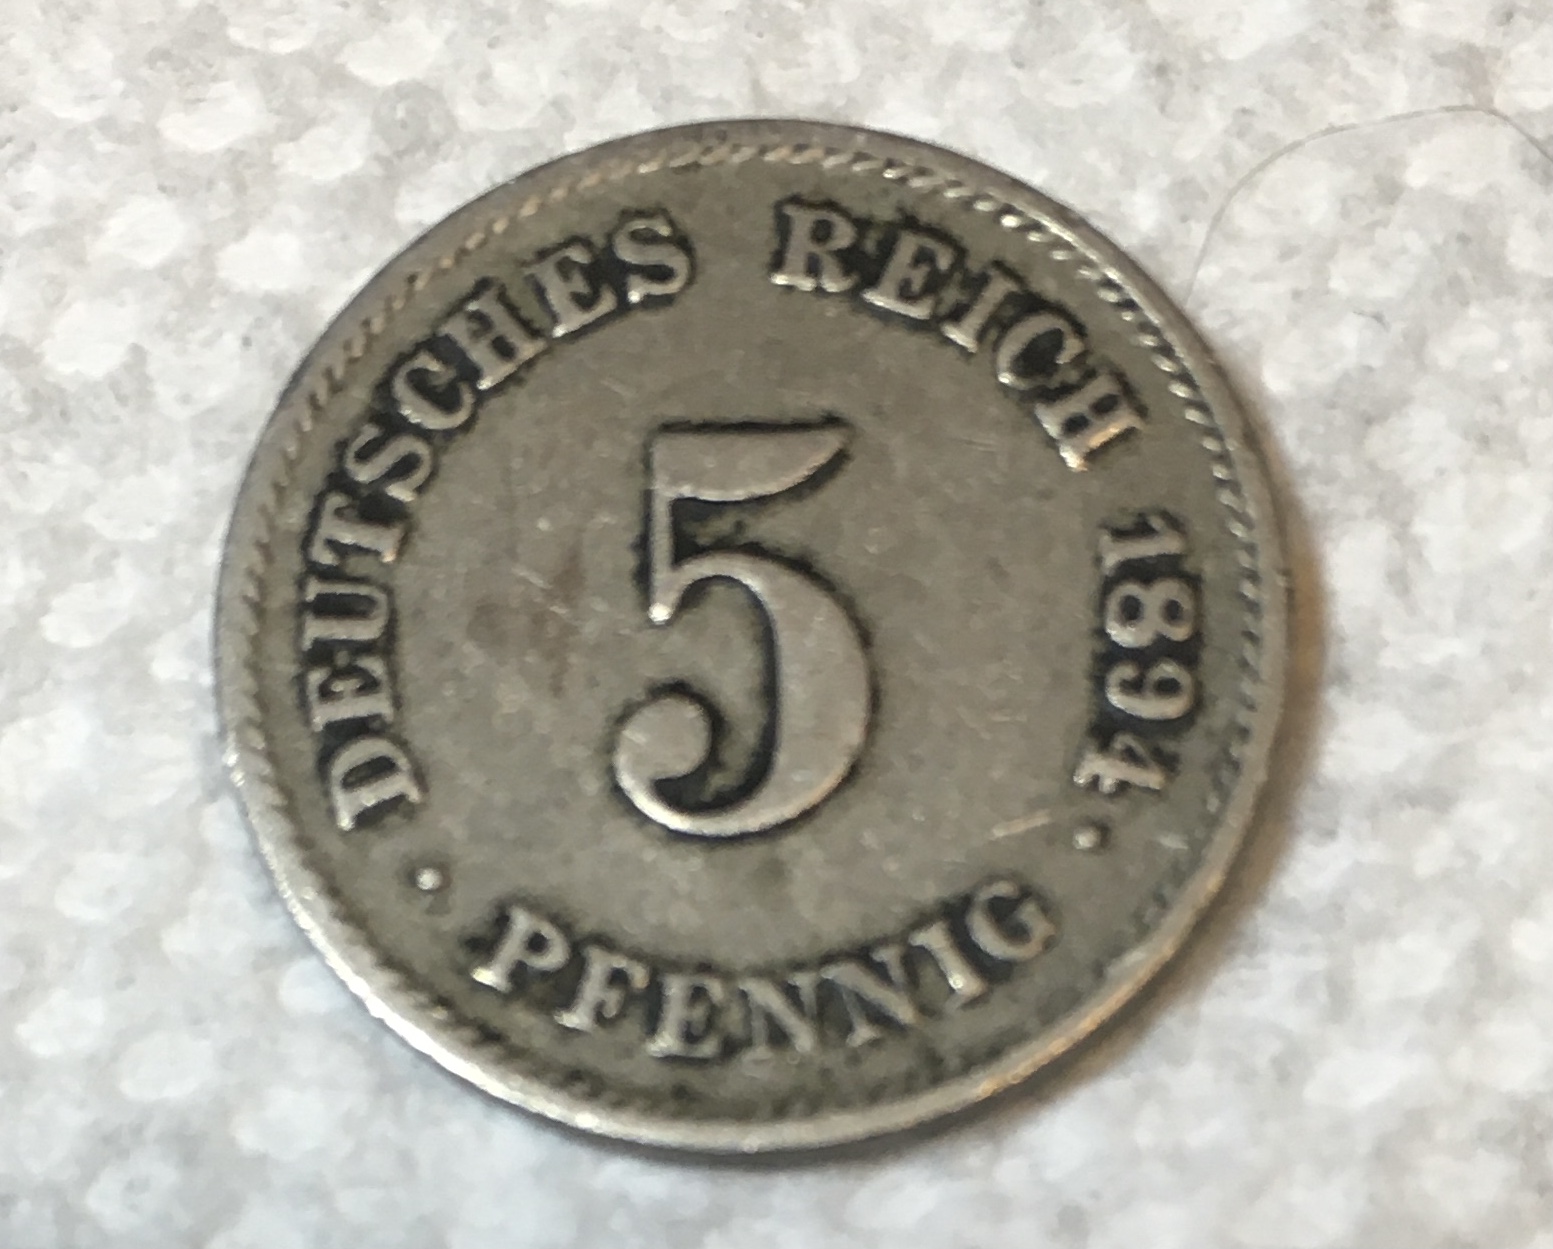 DEUTSCHES REICH 1894
5
· PFENNIG ·